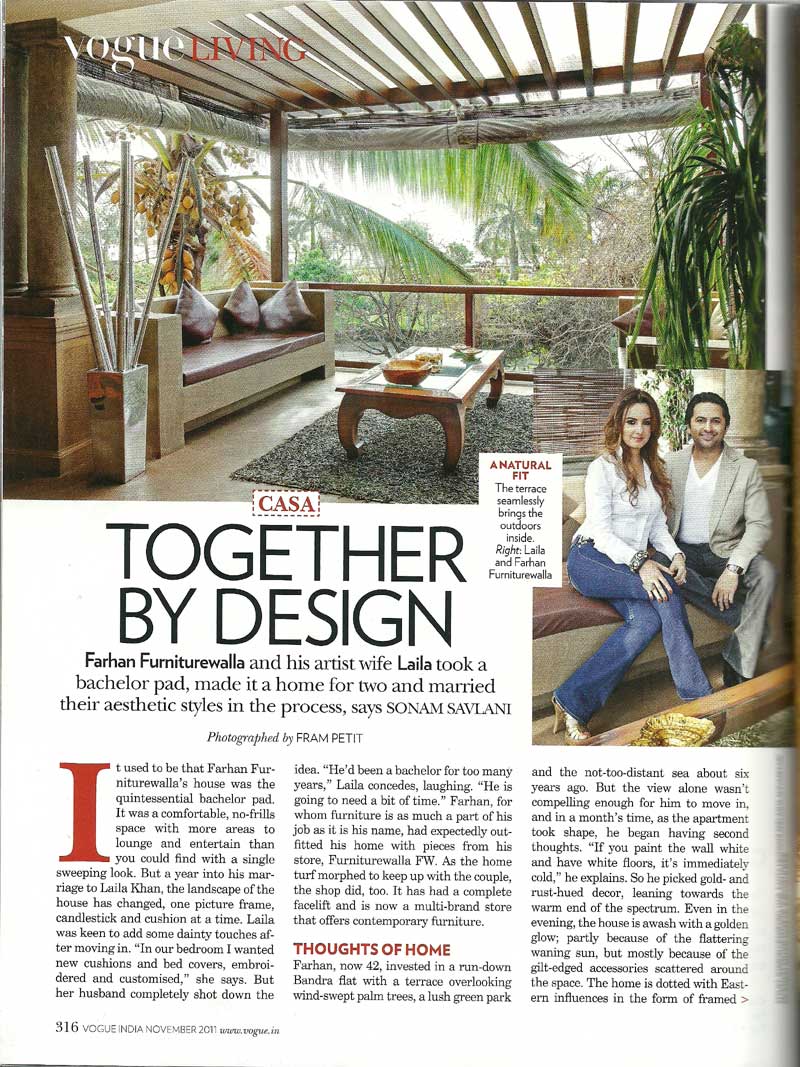 vogue LIVING
A NATURAL
FIT
The terrace
seamlessly
brings the
outdoors
inside.
Right: Laila
and Farhan
Furniturewalla
CASA
TOGETHER
BY DESIGN
Farhan Furniturewalla and his artist wife Laila took a
bachelor pad, made it a home for two and married
their aesthetic styles in the process, says SONAM SAVLANI
Photographed by FRAM PETIT
It used to be that Farhan Fur-
niturewalla's house was the
quintessential bachelor pad.
It was a comfortable, no-frills
space with more areas to
lounge and entertain than
you could find with a single
sweeping look. But a year into his mar-
riage to Laila Khan, the landscape of the
house has changed, one picture frame,
candlestick and cushion at a time. Laila
was keen to add some dainty touches af-
ter moving in. “In our bedroom I wanted
new cushions and bed covers, embroi-
dered and customised,” she says. But
her husband completely shot down the
idea. “He'd been a bachelor for too many
years,” Laila concedes, laughing. “He is
going to need a bit of time.” Farhan, for
whom furniture is as much a part of his
job as it is his name, had expectedly out-
fitted his home with pieces from his
store, Furniturewalla FW. As the home
turf morphed to keep up with the couple,
the shop did, too. It has had a complete
facelift and is now a multi-brand store
that offers contemporary furniture.
THOUGHTS OF HOME
Farhan, now 42, invested in a run-down
Bandra flat with a terrace overlooking
wind-swept palm trees, a lush green park
and the not-too-distant sea about six
years ago. But the view alone wasn't
compelling enough for him to move in,
and in a month's time, as the apartment
took shape, he began having second
thoughts. “If you paint the wall white
and have white floors, it's immediately
cold,” he explains. So he picked gold- and
rust-hued decor, leaning towards the
warm end of the spectrum. Even in the
evening, the house is awash with a golden
glow; partly because of the flattering
waning sun, but mostly because of the
gilt-edged accessories scattered around
the space. The home is dotted with East-
ern influences in the form of framed >
316 VOGUE INDIA NOVEMBER 2011 www.vogue.in